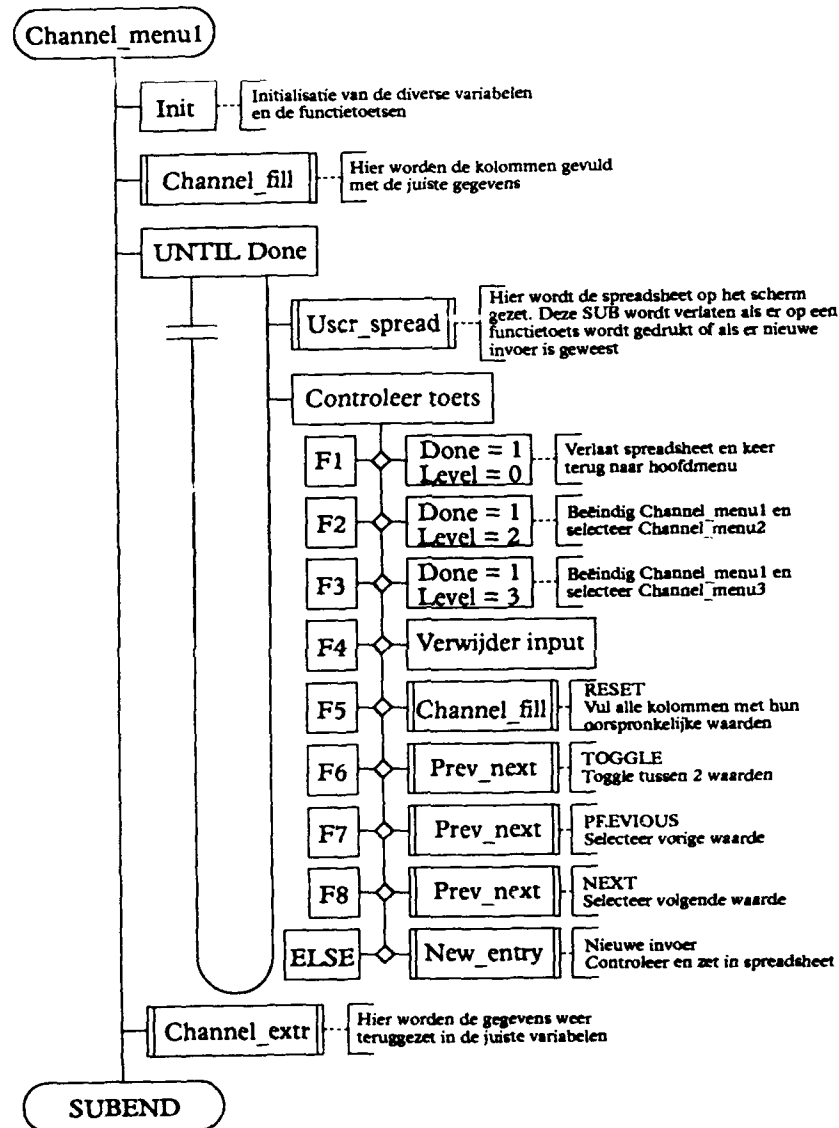 Channel_menu1
Init
Initialisatie van de diverse variabelen
en de functietoetsen
Channel_fill
Hier worden de kolommen gevuld
met de juiste gegevens
UNTIL Done
User_spread
Hier wordt de spreadsheet op het scherm
gezet. Deze SUB wordt verlaten als er op een
functietoets wordt gedrukt of als er nieuwe
invoer is geweest
Controleer toets
F1
Done = 1
Level = 0
Verlaat spreadsheet en keer
terug naar hoofdmenu
F2
Done = 1
Level = 2
Beëindig Channel_menu1 en
selecteer Channel_menu2
F3
Done = 1
Level = 3
Beëindig Channel_menu1 en
selecteer Channel_menu3
F4
Verwijder input
F5
Channel_fill
RESET
Vul alle kolommen met hun
oorspronkelijke waarden
F6
Prev_next
TOGGLE
Toggle tussen 2 waarden
F7
Prev_next
PREVIOUS
Selecteer vorige waarde
F8
Prev_next
NEXT
Selecteer volgende waarde
ELSE
New_entry
Nieuwe invoer
Controleer en zet in spreadsheet
Channel_extr
Hier worden de gegevens weer
teruggezet in de juiste variabelen
SUBEND